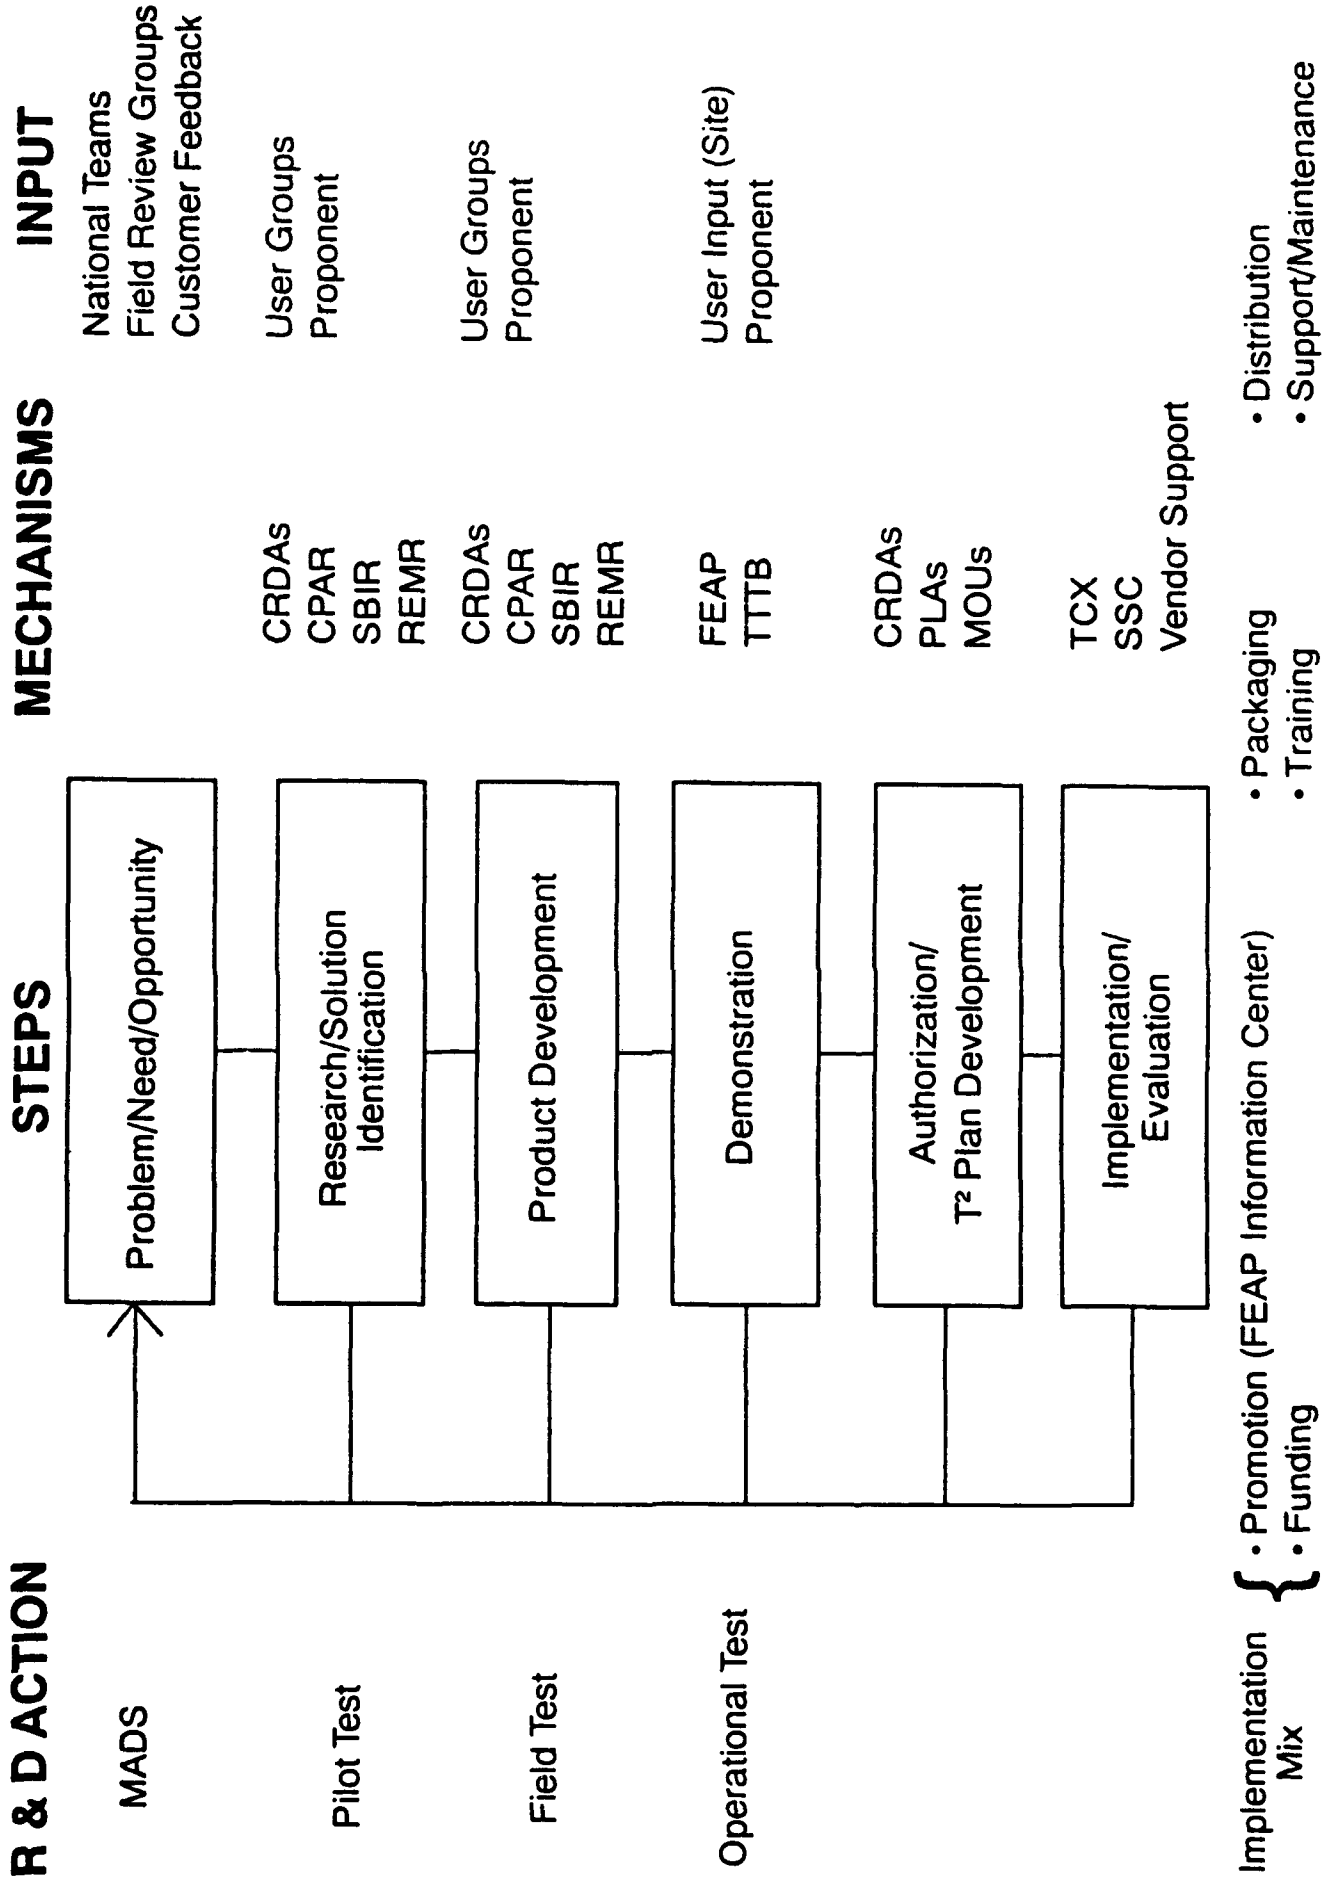 R & D ACTION
STEPS
MECHANISMS
INPUT
MADS
Problem/Need/Opportunity
National Teams
Field Review Groups
Customer Feedback
Pilot Test
Research/Solution
Identification
CRDAs
CPAR
SBIR
REMR
User Groups
Proponent
Field Test
Product Development
CRDAs
CPAR
SBIR
REMR
User Groups
Proponent
Operational Test
Demonstration
FEAP
TTTB
User Input (Site)
Proponent
Authorization/
T² Plan Development
CRDAs
PLAs
MOUs
Implementation/
Evaluation
TCX
SSC
Vendor Support
Implementation
Mix
{
• Promotion (FEAP Information Center)
• Funding
• Packaging
• Training
• Distribution
• Support/Maintenance